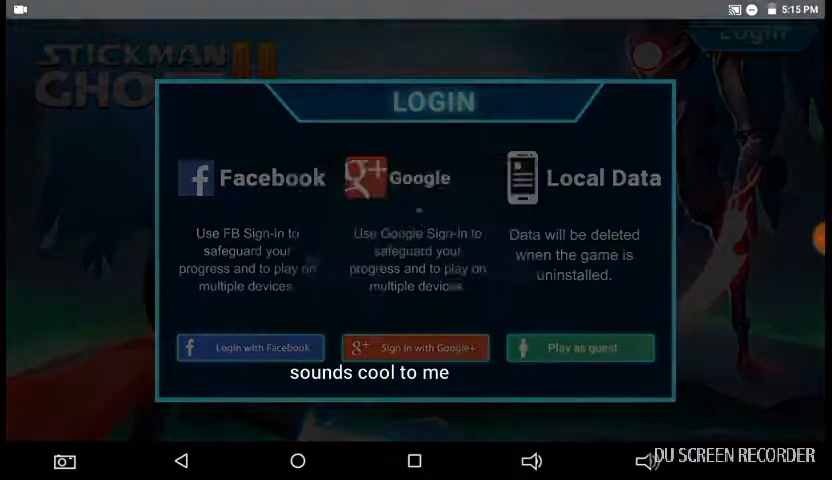 5:15 PM
Login
STICKMAN
GHO
LOGIN
Facebook
Google
Local Data
Use FB Sign-in to
safeguard your
progress and to play on
multiple devices.
Use Google Sign-in to
safeguard your
progress and to play on
multiple devices.
Data will be deleted
when the game is
uninstalled.
Login with Facebook
Sign in with Google+
Play as guest
sounds cool to me
DU SCREEN RECORDER